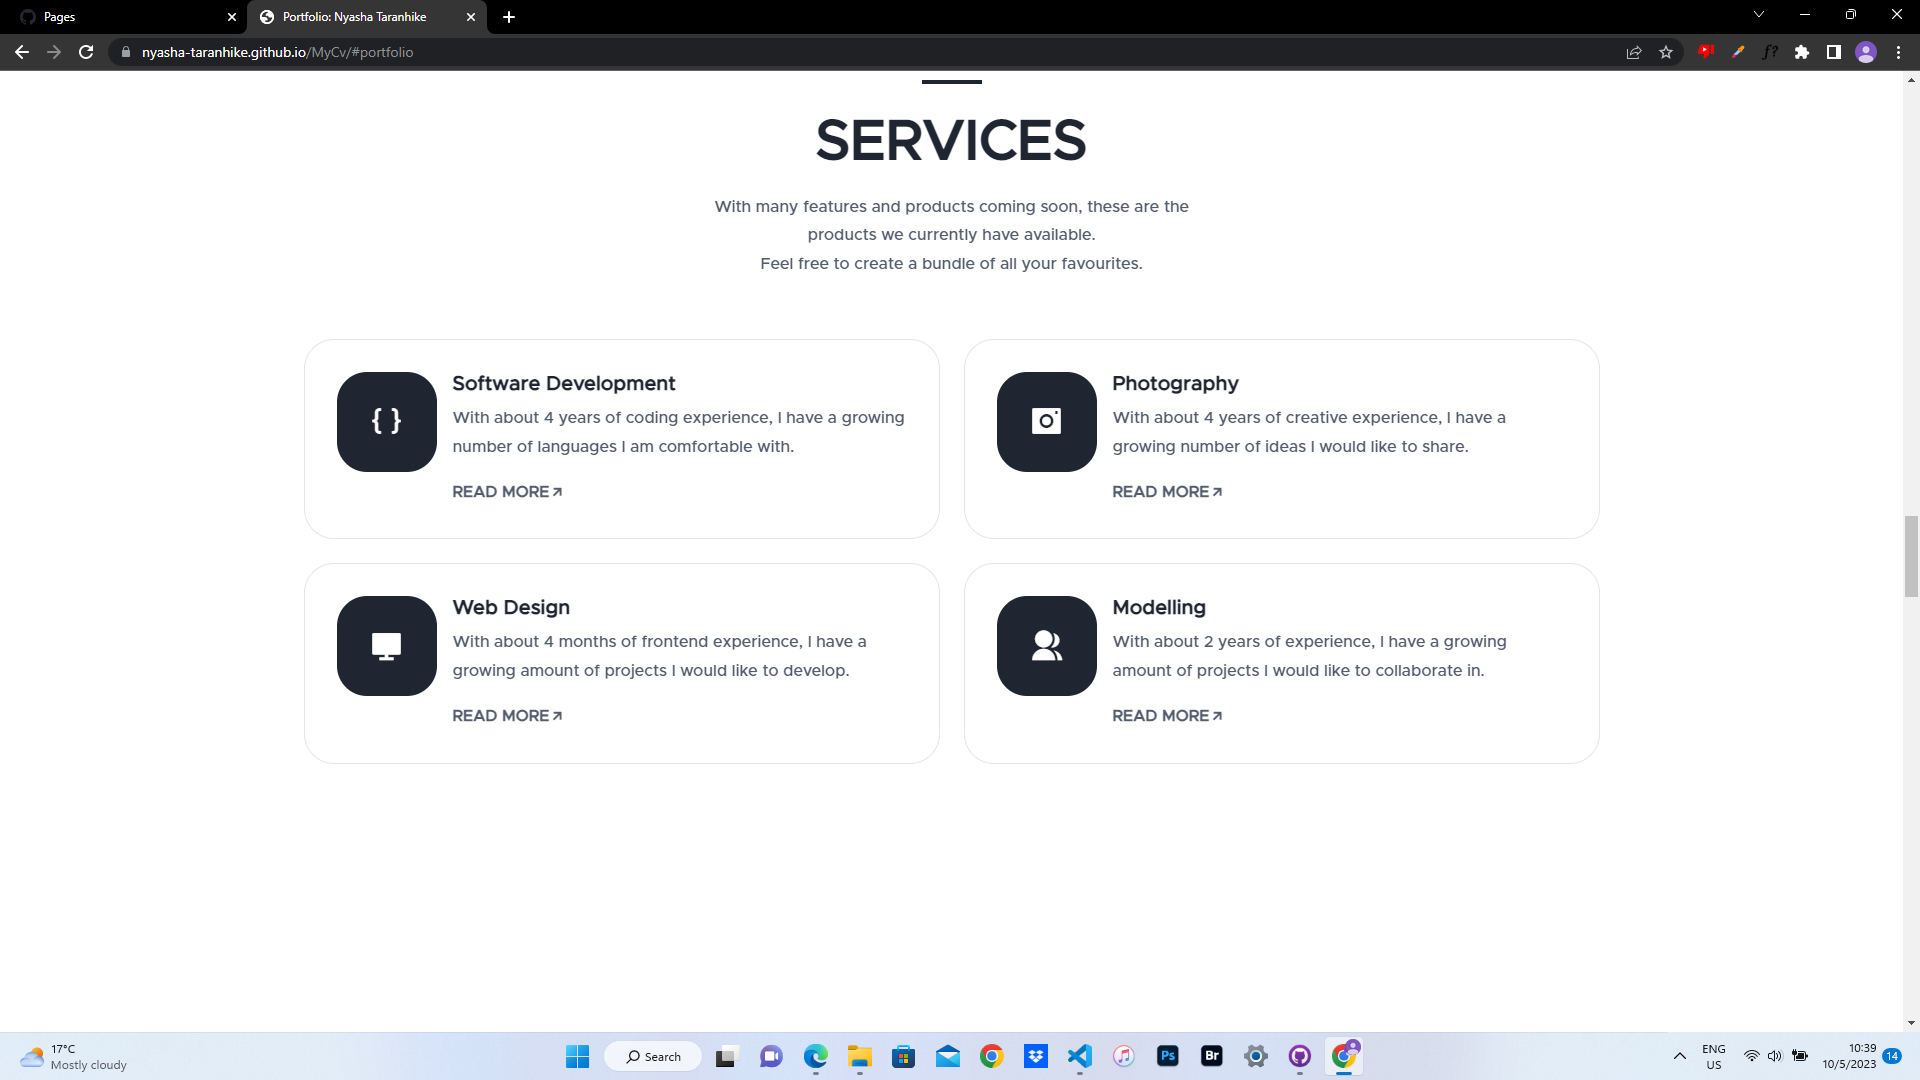 Pages
Portfolio: Nyasha Taranhike
nyasha-taranhike.github.io/MyCv/#portfolio
f?
SERVICES
With many features and products coming soon, these are the
products we currently have available.
Feel free to create a bundle of all your favourites.
{ }
Software Development
With about 4 years of coding experience, I have a growing
number of languages I am comfortable with.
READ MORE
Photography
With about 4 years of creative experience, I have a
growing number of ideas I would like to share.
READ MORE
Web Design
With about 4 months of frontend experience, I have a
growing amount of projects I would like to develop.
READ MORE
Modelling
With about 2 years of experience, I have a growing
amount of projects I would like to collaborate in.
READ MORE
17°C
Mostly cloudy
Search
Ps
Br
ENG
US
10:39
10/5/2023
14